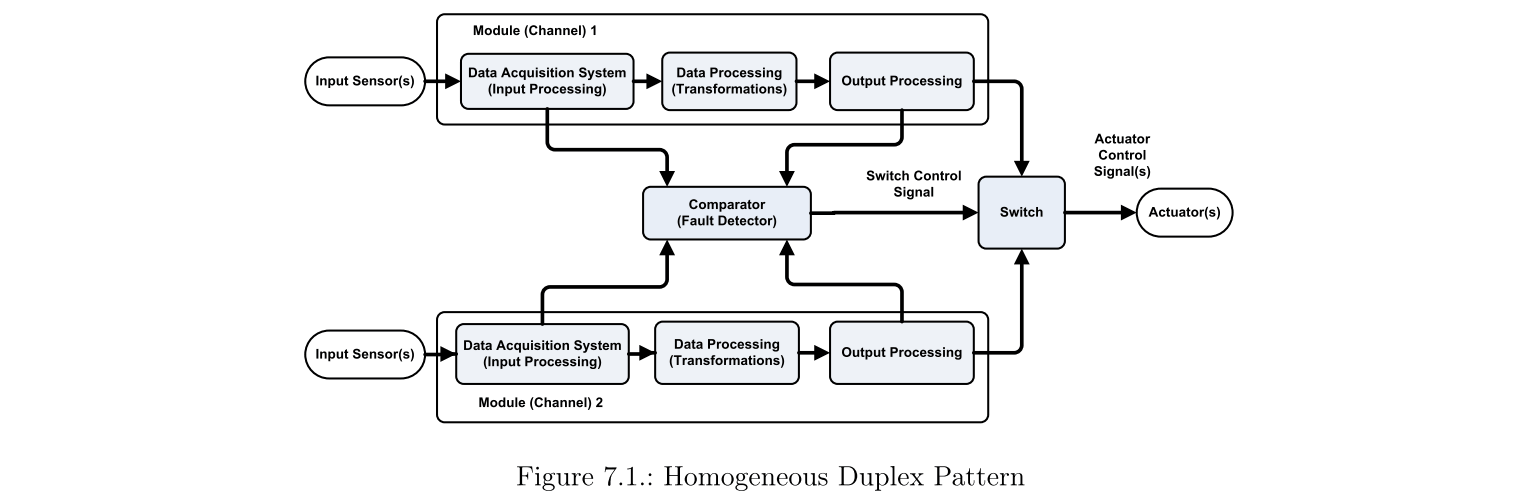 Module (Channel) 1
Input Sensor(s)
Data Acquisition System
(Input Processing)
Data Processing
(Transformations)
Output Processing
Actuator
Control
Signal(s)
Switch Control
Signal
Comparator
(Fault Detector)
Switch
Actuator(s)
Input Sensor(s)
Data Acquisition System
(Input Processing)
Data Processing
(Transformations)
Output Processing
Module (Channel) 2
Figure 7.1.: Homogeneous Duplex Pattern